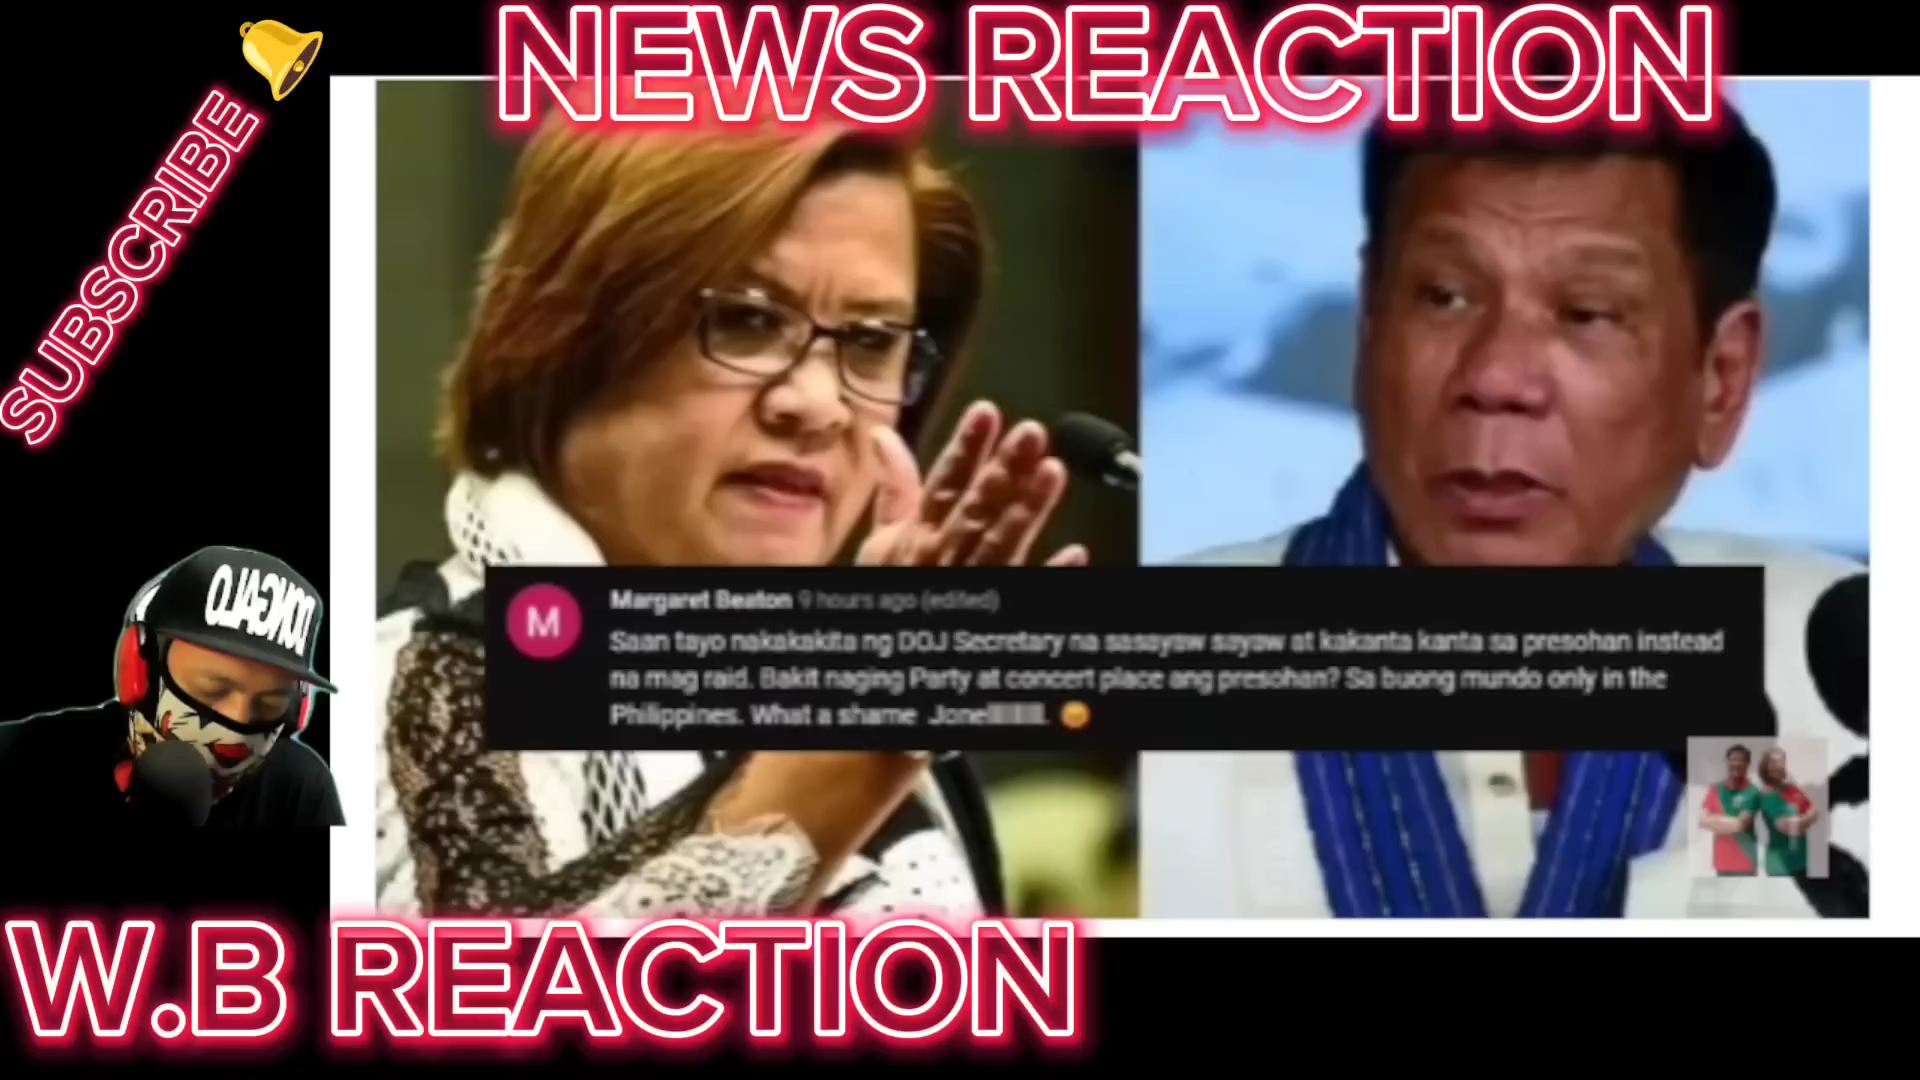 NEWS REACTION
SUBSCRIBE
DONGALO
M
Margaret Beaton 9 hours ago (edited)
Saan tayo nakakakita ng DOJ Secretary na sasayaw sayaw at kakanta kanta sa presohan instead
na mag raid. Bakit naging Party at concert place ang presohan? Sa buong mundo only in the
Philippines. What a shame
W.B REACTION